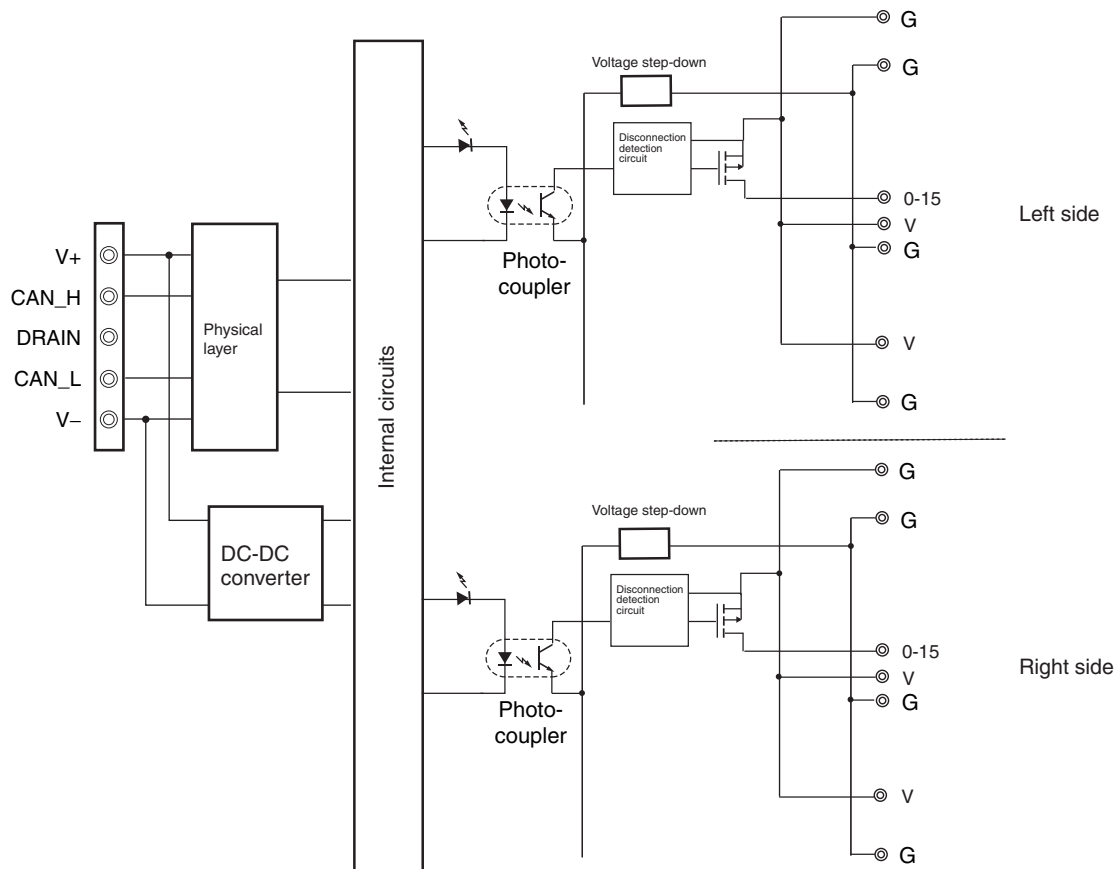 G
Voltage step-down
G
Disconnection
detection
circuit
0-15
V
G
Left side
Photo-
coupler
V
G
V+
CAN_H
DRAIN
CAN_L
V–
Physical
layer
Internal circuits
DC-DC
converter
G
Voltage step-down
G
Disconnection
detection
circuit
0-15
V
G
Right side
Photo-
coupler
V
G